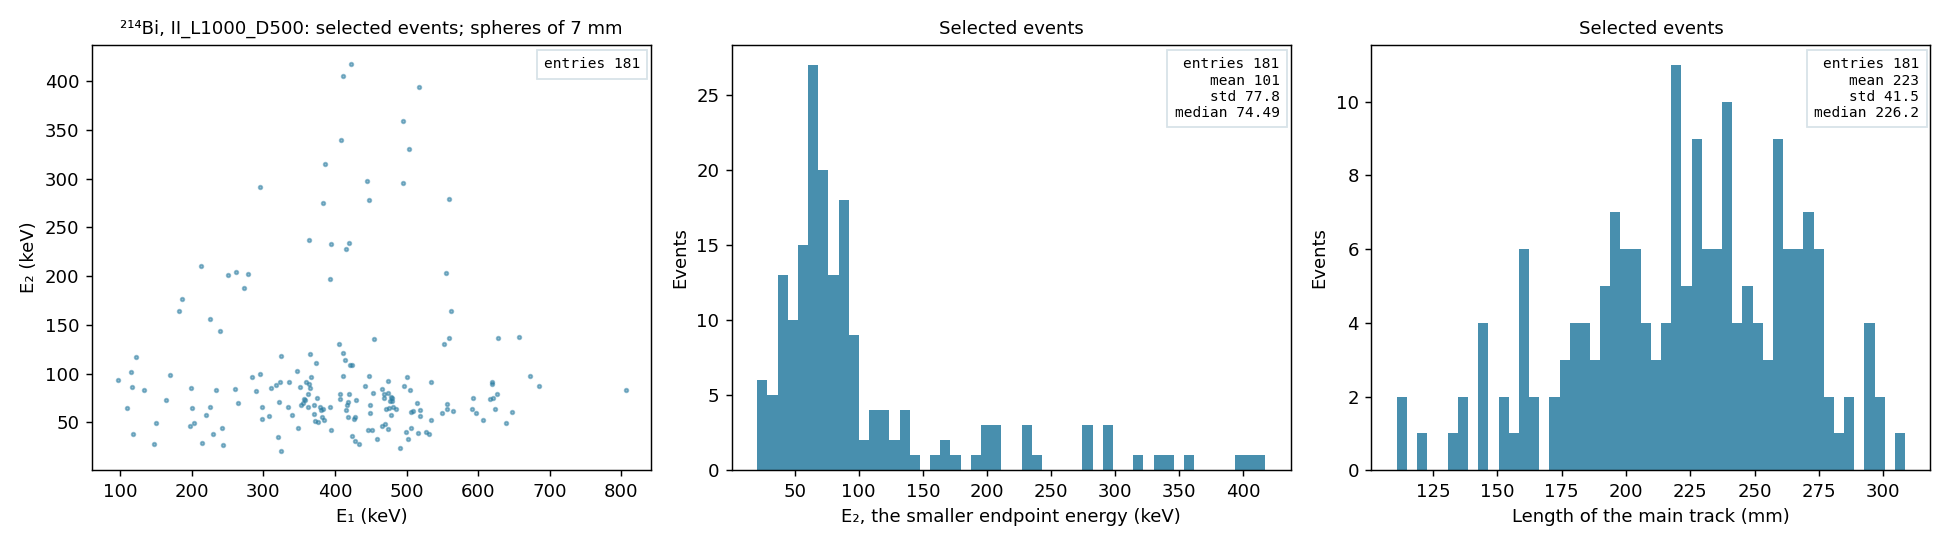 ²¹⁴Bi, II_L1000_D500: selected events; spheres of 7 mm
entries 181
400
350
300
250
200
150
100
50
E₂ (keV)
100 200 300 400 500 600 700 800
E₁ (keV)
Selected events
entries 181
mean 101
std 77.8
median 74.49
25
20
15
10
5
0
Events
50 100 150 200 250 300 350 400
E₂, the smaller endpoint energy (keV)
Selected events
entries 181
mean 223
std 41.5
median 226.2
10
8
6
4
2
0
Events
125 150 175 200 225 250 275 300
Length of the main track (mm)